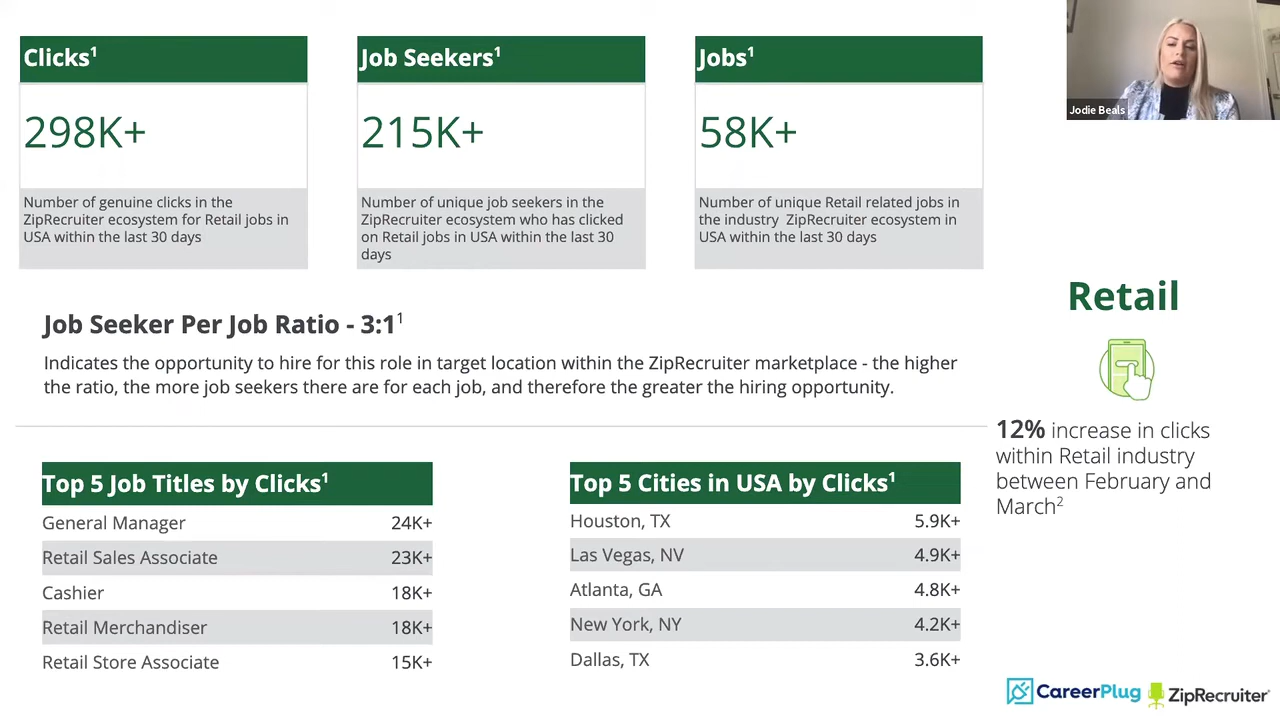 Clicks1
298K+
Number of genuine clicks in the
ZipRecruiter ecosystem for Retail jobs in
USA within the last 30 days
Job Seekers1
215K+
Number of unique job seekers in the
ZipRecruiter ecosystem who has clicked
on Retail jobs in USA within the last 30
days
Jobs1
58K+
Number of unique Retail related jobs in
the industry ZipRecruiter ecosystem in
USA within the last 30 days
Jodie Beals
Job Seeker Per Job Ratio - 3:11
Indicates the opportunity to hire for this role in target location within the ZipRecruiter marketplace - the higher
the ratio, the more job seekers there are for each job, and therefore the greater the hiring opportunity.
Retail
12% increase in clicks
within Retail industry
between February and
March2
Top 5 Job Titles by Clicks1
General Manager 24K+
Retail Sales Associate 23K+
Cashier 18K+
Retail Merchandiser 18K+
Retail Store Associate 15K+
Top 5 Cities in USA by Clicks1
Houston, TX 5.9K+
Las Vegas, NV 4.9K+
Atlanta, GA 4.8K+
New York, NY 4.2K+
Dallas, TX 3.6K+
CareerPlug ZipRecruiter